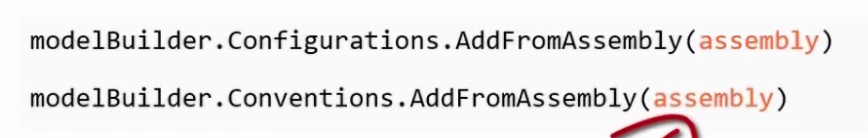 modelBuilder.Configurations.AddFromAssembly(assembly)
modelBuilder.Conventions.AddFromAssembly(assembly)